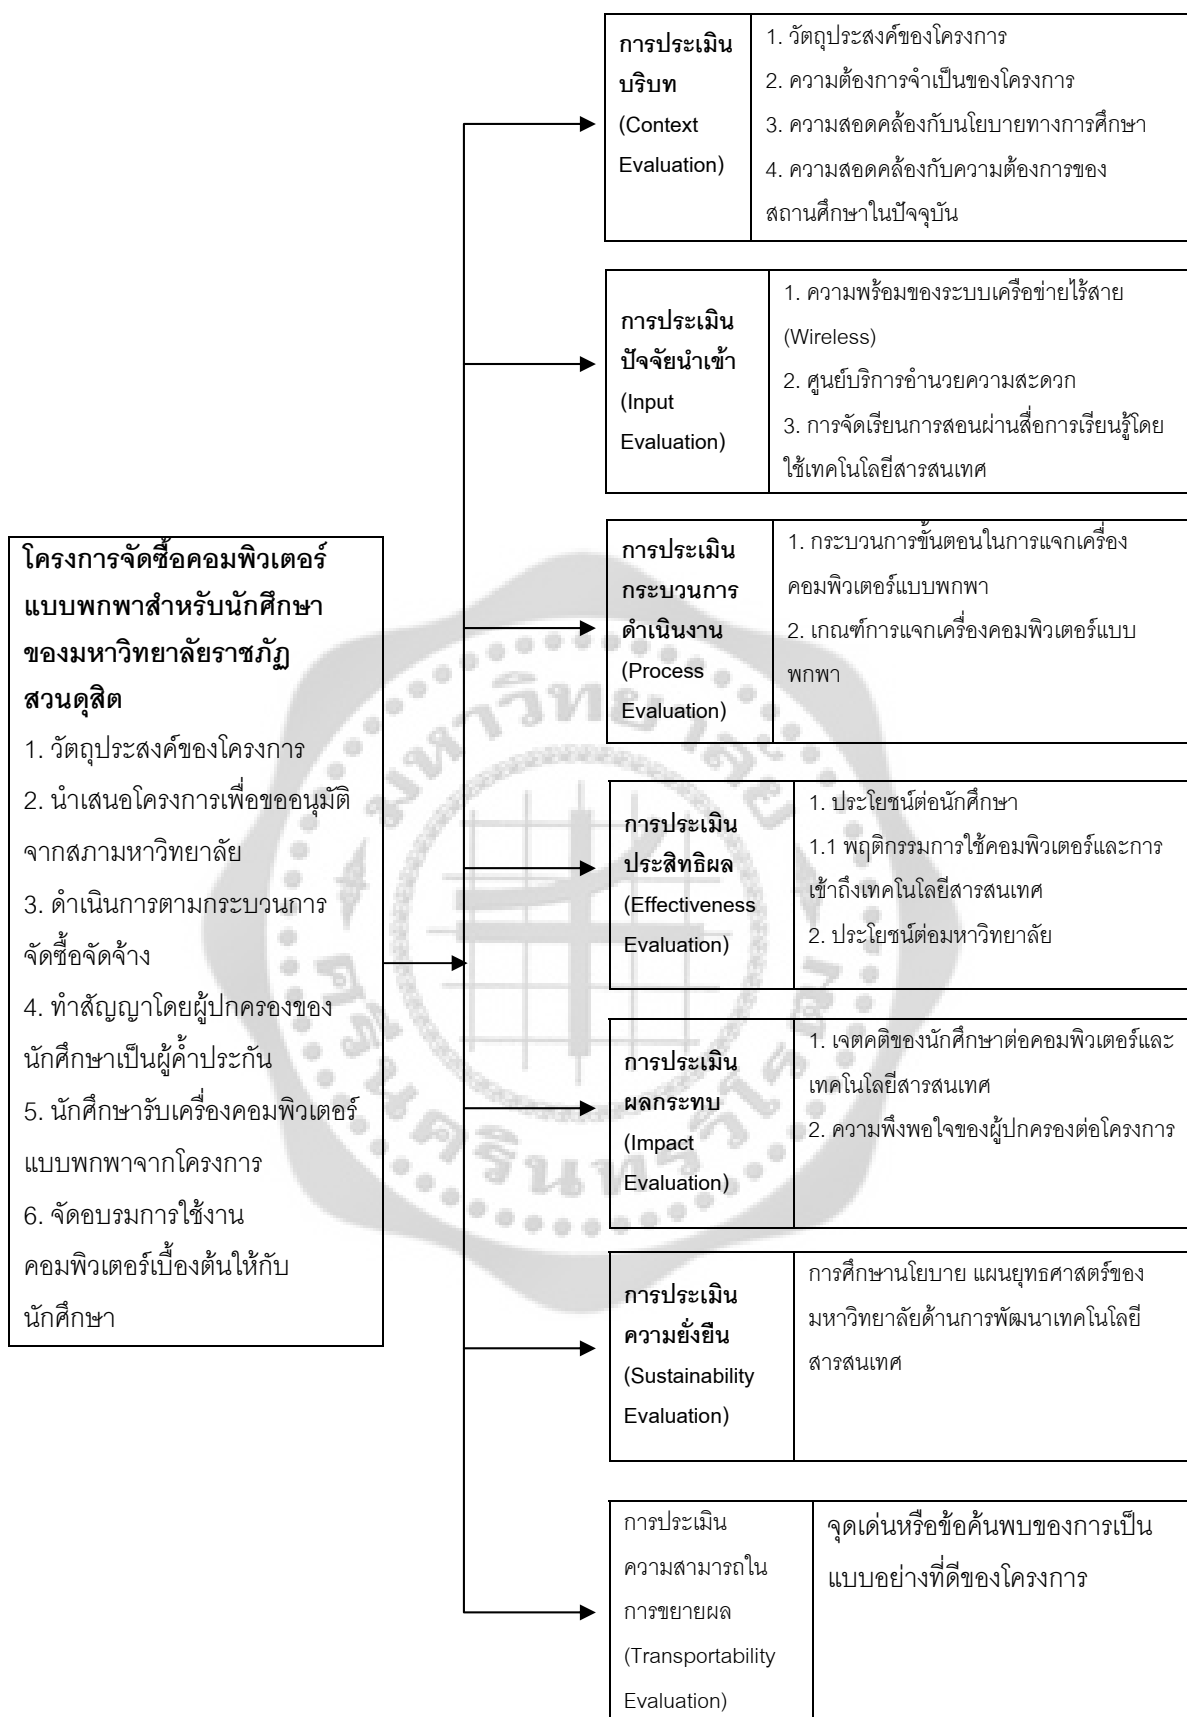 การประเมิน
บริบท
(Context
Evaluation)
1. วัตถุประสงค์ของโครงการ
2. ความต้องการจำเป็นของโครงการ
3. ความสอดคล้องกับนโยบายทางการศึกษา
4. ความสอดคล้องกับความต้องการของ
สถานศึกษาในปัจจุบัน
การประเมิน
ปัจจัยนำเข้า
(Input
Evaluation)
1. ความพร้อมของระบบเครือข่ายไร้สาย
(Wireless)
2. ศูนย์บริการอำนวยความสะดวก
3. การจัดเรียนการสอนผ่านสื่อการเรียนรู้โดย
ใช้เทคโนโลยีสารสนเทศ
โครงการจัดซื้อคอมพิวเตอร์
แบบพกพาสำหรับนักศึกษา
ของมหาวิทยาลัยราชภัฏ
สวนดุสิต
1. วัตถุประสงค์ของโครงการ
2. นำเสนอโครงการเพื่อขออนุมัติ
จากสภามหาวิทยาลัย
3. ดำเนินการตามกระบวนการ
จัดซื้อจัดจ้าง
4. ทำสัญญาโดยผู้ปกครองของ
นักศึกษาเป็นผู้ค้ำประกัน
5. นักศึกษารับเครื่องคอมพิวเตอร์
แบบพกพาจากโครงการ
6. จัดอบรมการใช้งาน
คอมพิวเตอร์เบื้องต้นให้กับ
นักศึกษา
การประเมิน
กระบวนการ
ดำเนินงาน
(Process
Evaluation)
1. กระบวนการขั้นตอนในการแจกเครื่อง
คอมพิวเตอร์แบบพกพา
2. เกณฑ์การแจกเครื่องคอมพิวเตอร์แบบ
พกพา
การประเมิน
ประสิทธิผล
(Effectiveness
Evaluation)
1. ประโยชน์ต่อนักศึกษา
1.1 พฤติกรรมการใช้คอมพิวเตอร์และการ
เข้าถึงเทคโนโลยีสารสนเทศ
2. ประโยชน์ต่อมหาวิทยาลัย
การประเมิน
ผลกระทบ
(Impact
Evaluation)
1. เจตคติของนักศึกษาต่อคอมพิวเตอร์และ
เทคโนโลยีสารสนเทศ
2. ความพึงพอใจของผู้ปกครองต่อโครงการ
การประเมิน
ความยั่งยืน
(Sustainability
Evaluation)
การศึกษานโยบาย แผนยุทธศาสตร์ของ
มหาวิทยาลัยด้านการพัฒนาเทคโนโลยี
สารสนเทศ
การประเมิน
ความสามารถใน
การขยายผล
(Transportability
Evaluation)
จุดเด่นหรือข้อค้นพบของการเป็น
แบบอย่างที่ดีของโครงการ
มหาวิทยาลัย
ศรีนครินทรวิโรฒ